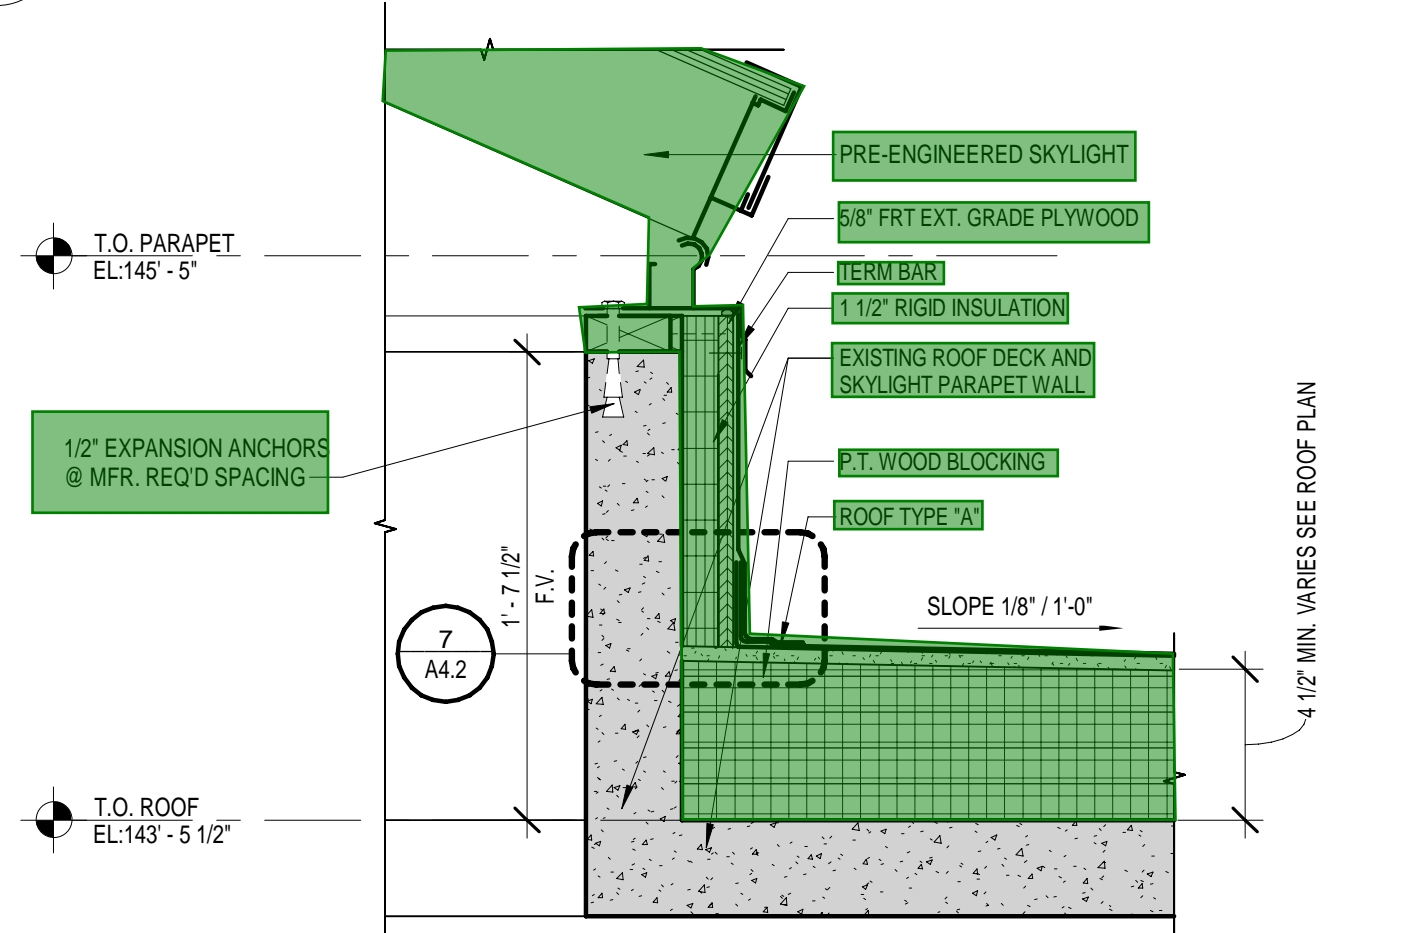 PRE-ENGINEERED SKYLIGHT
5/8" FRT EXT. GRADE PLYWOOD
T.O. PARAPET
EL:145' - 5"
TERM BAR
1 1/2" RIGID INSULATION
EXISTING ROOF DECK AND
SKYLIGHT PARAPET WALL
1/2" EXPANSION ANCHORS
@ MFR. REQ'D SPACING
P.T. WOOD BLOCKING
ROOF TYPE "A"
4 1/2" MIN. VARIES SEE ROOF PLAN
1' - 7 1/2"
F.V.
SLOPE 1/8" / 1'-0"
7
A4.2
T.O. ROOF
EL:143' - 5 1/2"